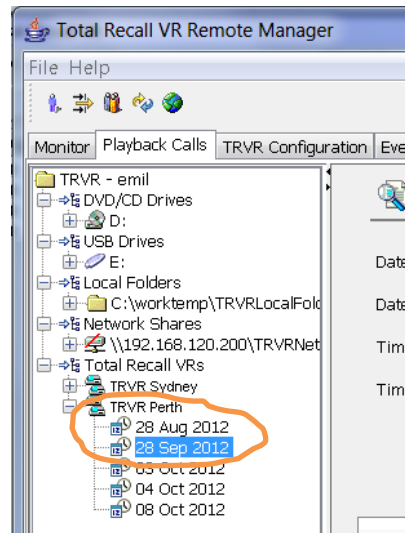 Total Recall VR Remote Manager
File Help
Monitor Playback Calls TRVR Configuration Eve
TRVR - emil
DVD/CD Drives
D:
USB Drives
E:
Local Folders
C:\worktemp\TRVRLocalFold
Network Shares
\\192.168.120.200\TRVRNet
Total Recall VRs
TRVR Sydney
TRVR Perth
28 Aug 2012
28 Sep 2012
03 Oct 2012
04 Oct 2012
08 Oct 2012
Date
Date
Tim
Tim